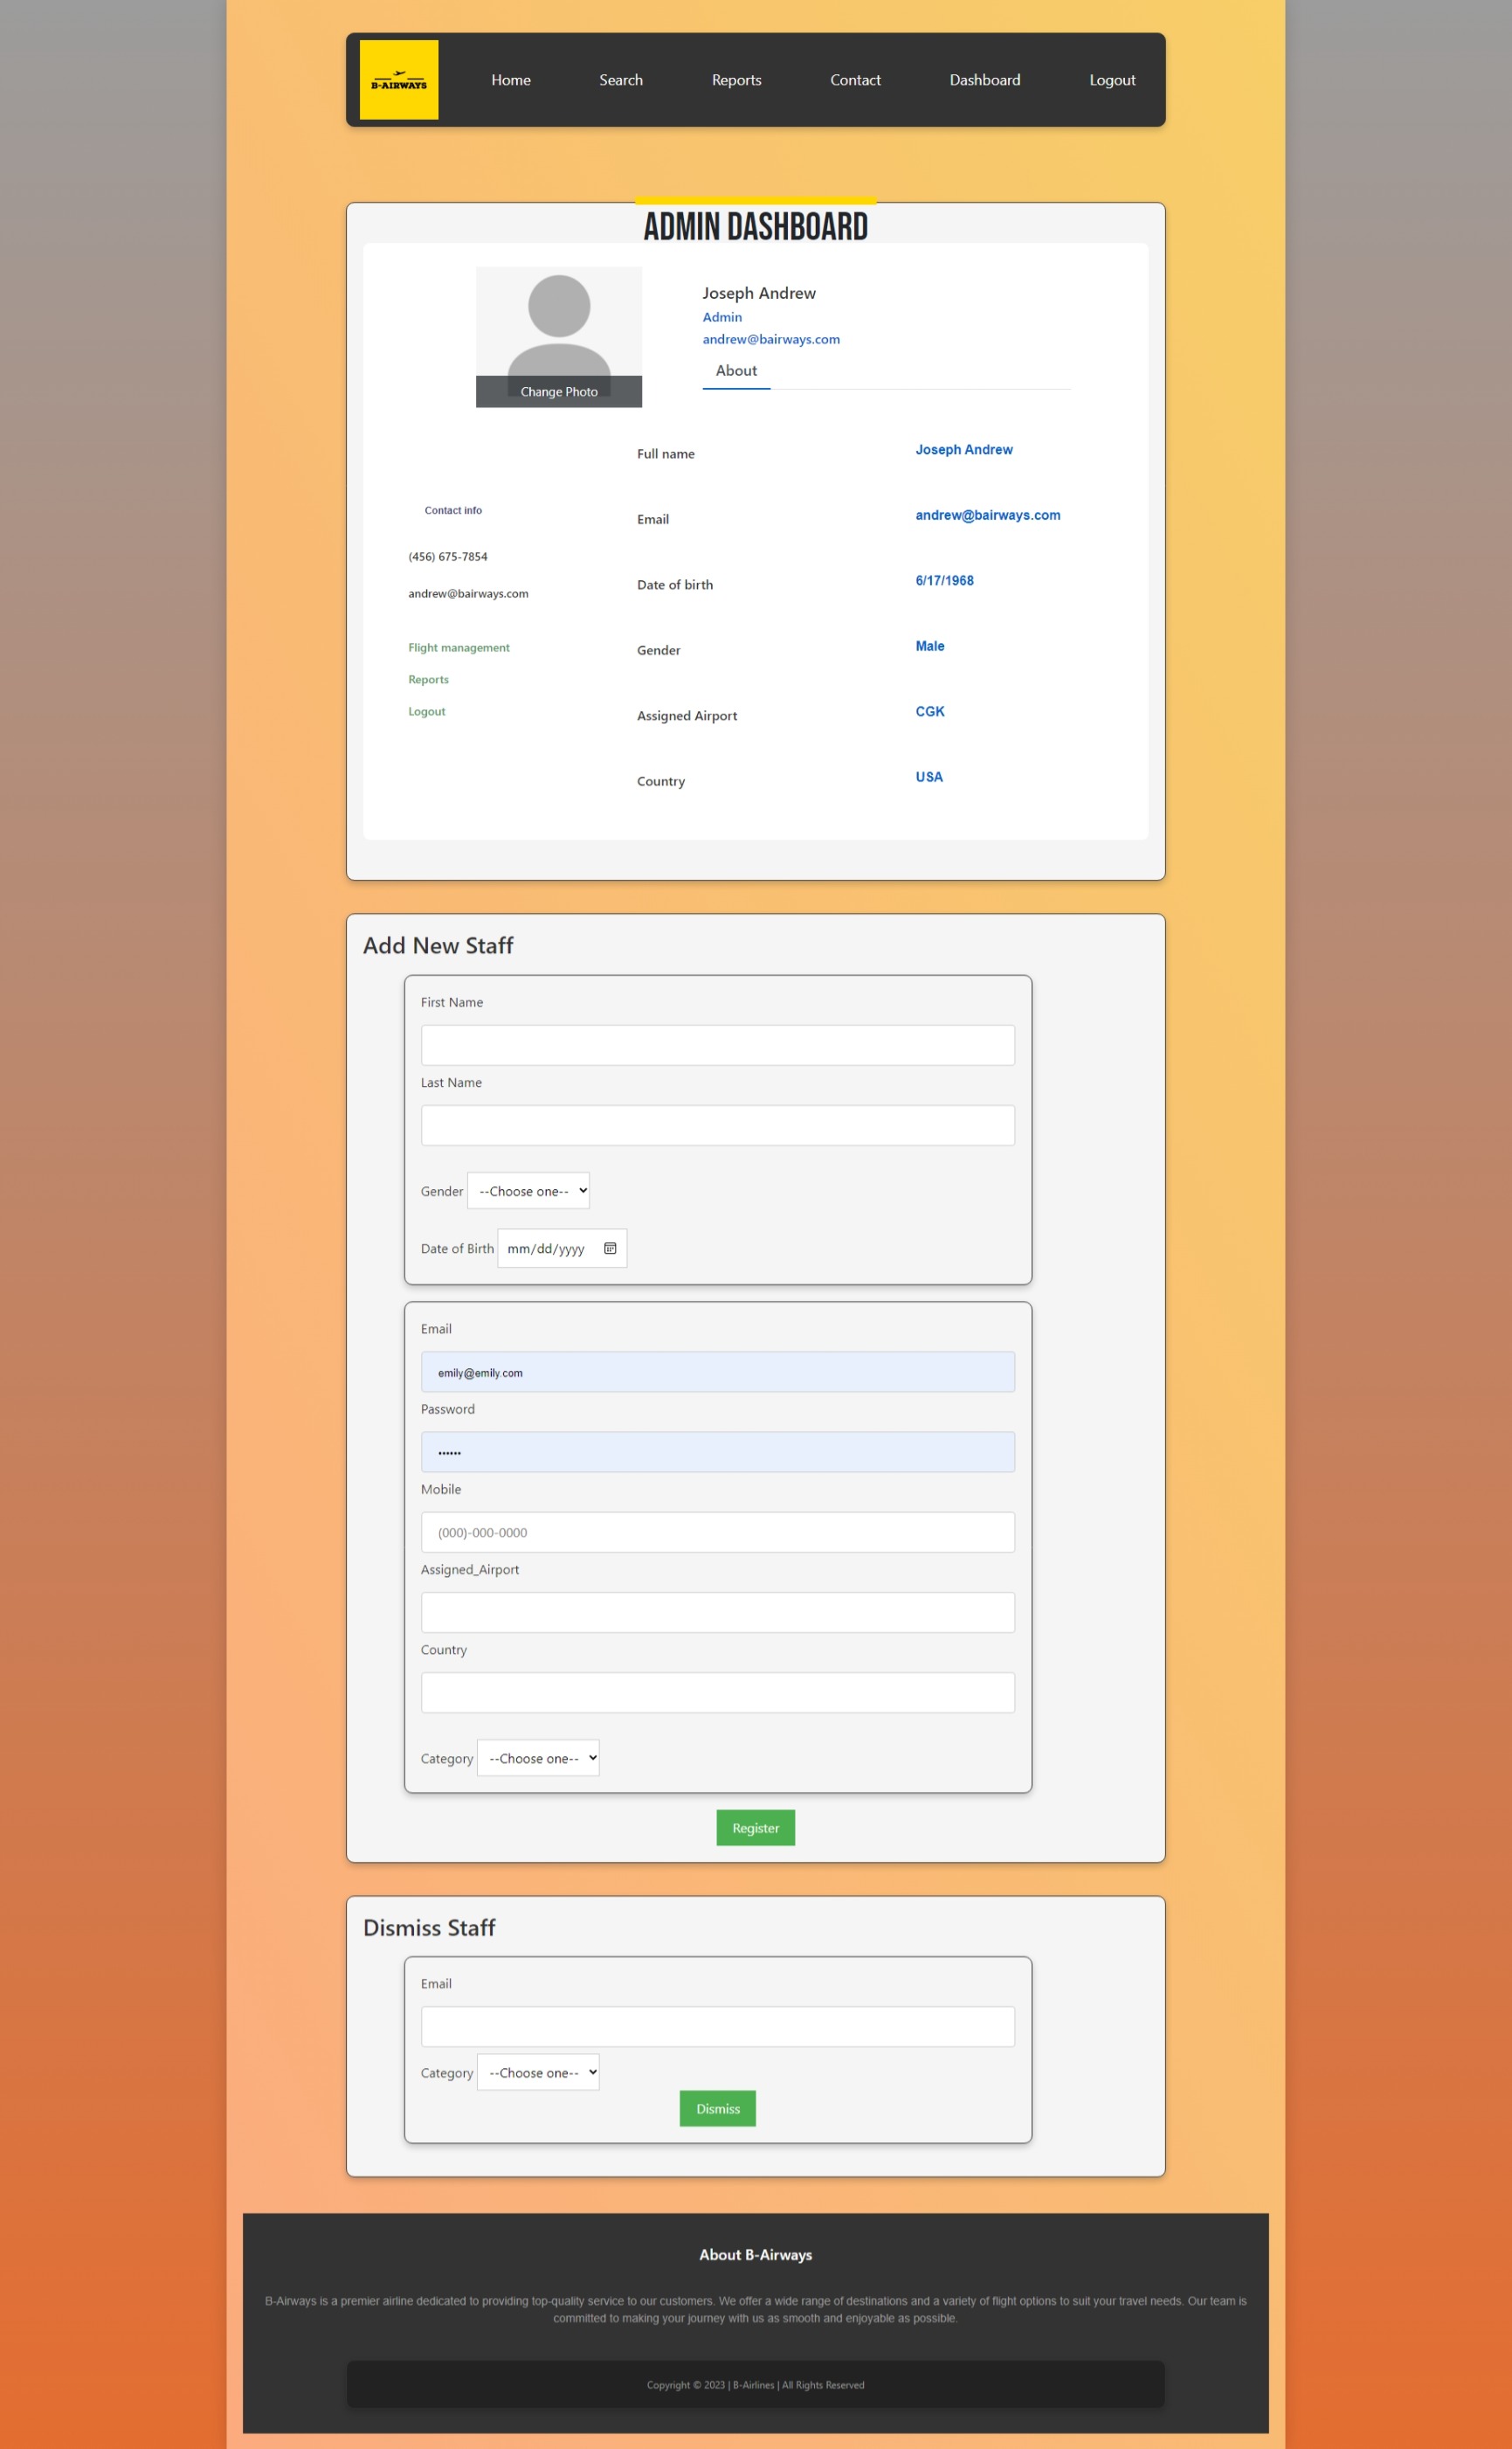 B-AIRWAYS
Home
Search
Reports
Contact
Dashboard
Logout
ADMIN DASHBOARD
Change Photo
Joseph Andrew
Admin
andrew@bairways.com
About
Contact info
(456) 675-7854
andrew@bairways.com
Flight management
Reports
Logout
Full name
Joseph Andrew
Email
andrew@bairways.com
Date of birth
6/17/1968
Gender
Male
Assigned Airport
CGK
Country
USA
Add New Staff
First Name
Last Name
Gender --Choose one--
Date of Birth mm/dd/yyyy
Email
emily@emily.com
Password
••••••
Mobile
(000)-000-0000
Assigned_Airport
Country
Category --Choose one--
Register
Dismiss Staff
Email
Category --Choose one--
Dismiss
About B-Airways
B-Airways is a premier airline dedicated to providing top-quality service to our customers. We offer a wide range of destinations and a variety of flight options to suit your travel needs. Our team is
committed to making your journey with us as smooth and enjoyable as possible.
Copyright © 2023 | B-Airlines | All Rights Reserved